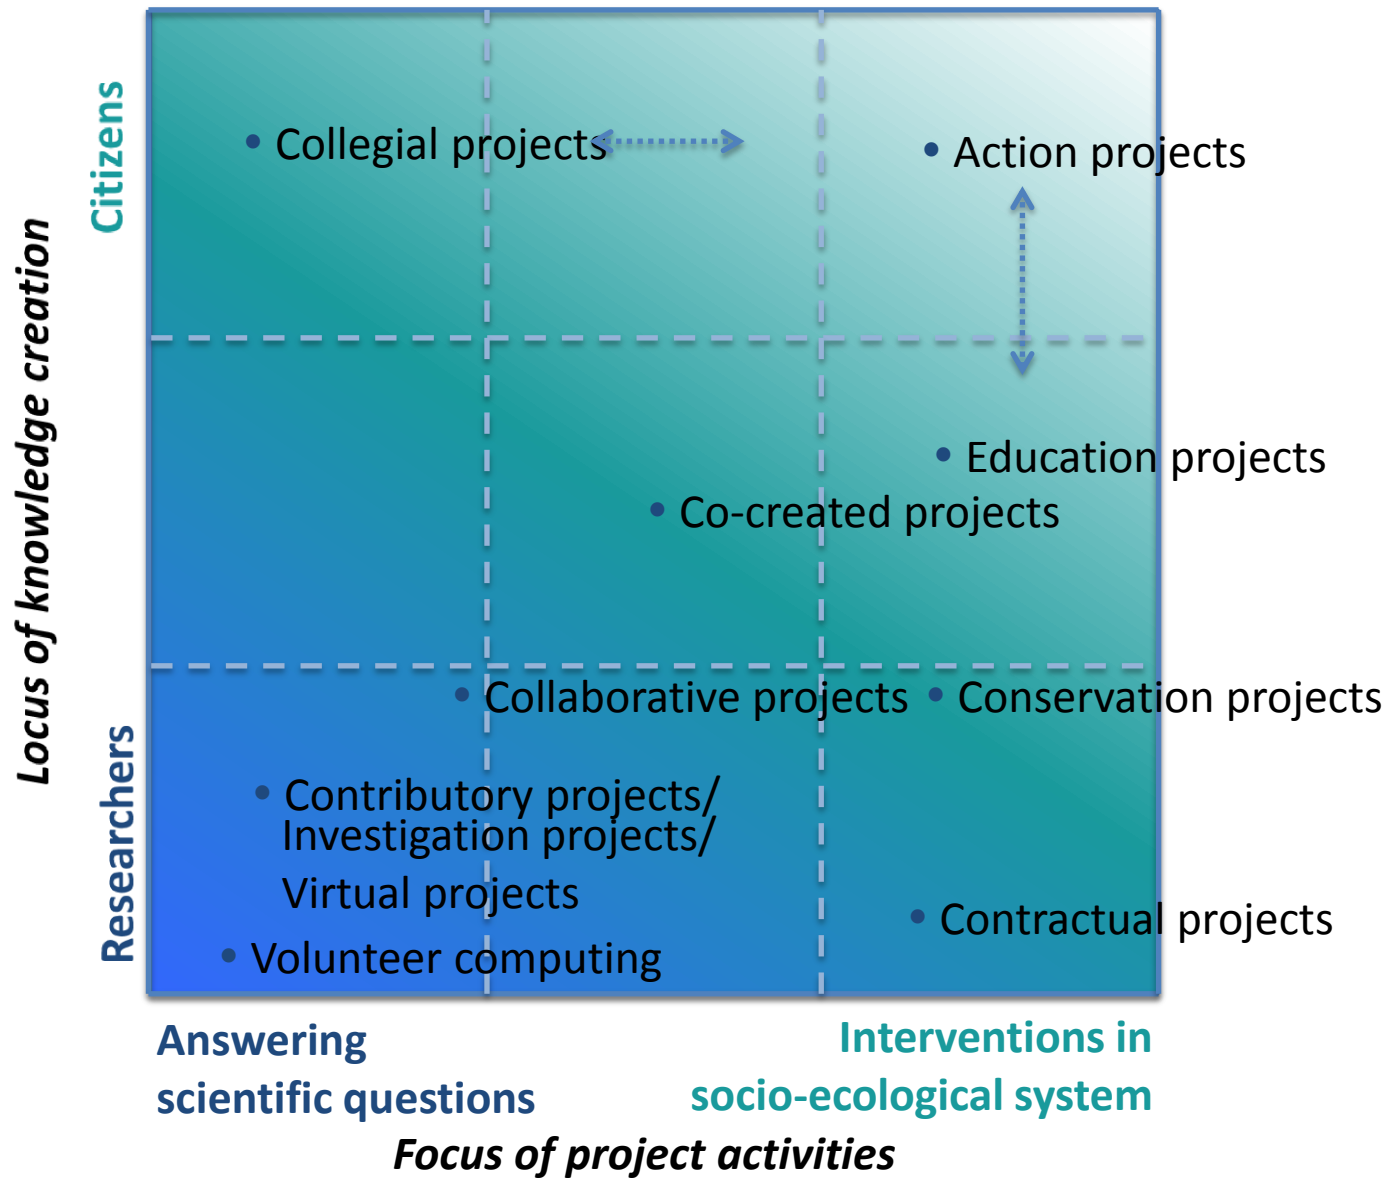 Locus of knowledge creation
Citizens
Researchers
• Collegial projects
• Action projects
• Education projects
• Co-created projects
• Collaborative projects
• Conservation projects
• Contributory projects/
Investigation projects/
Virtual projects
• Contractual projects
• Volunteer computing
Answering
scientific questions
Interventions in
socio-ecological system
Focus of project activities